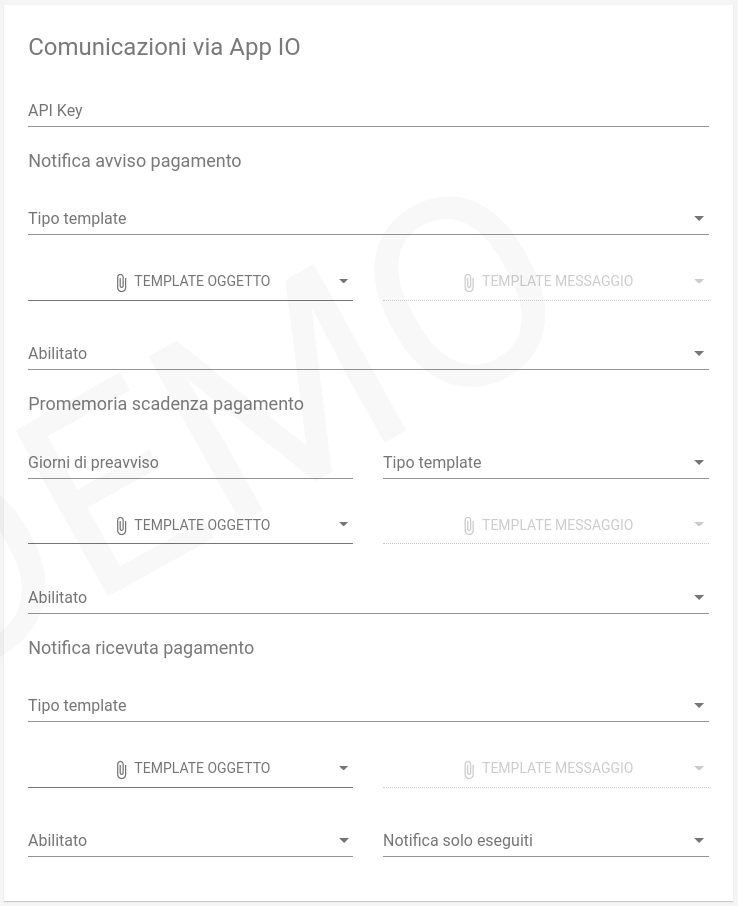 Comunicazioni via App IO
API Key
Notifica avviso pagamento
Tipo template
TEMPLATE OGGETTO TEMPLATE MESSAGGIO
Abilitato
Promemoria scadenza pagamento
Giorni di preavviso Tipo template
TEMPLATE OGGETTO TEMPLATE MESSAGGIO
Abilitato
Notifica ricevuta pagamento
Tipo template
TEMPLATE OGGETTO TEMPLATE MESSAGGIO
Abilitato Notifica solo eseguiti
DEMO